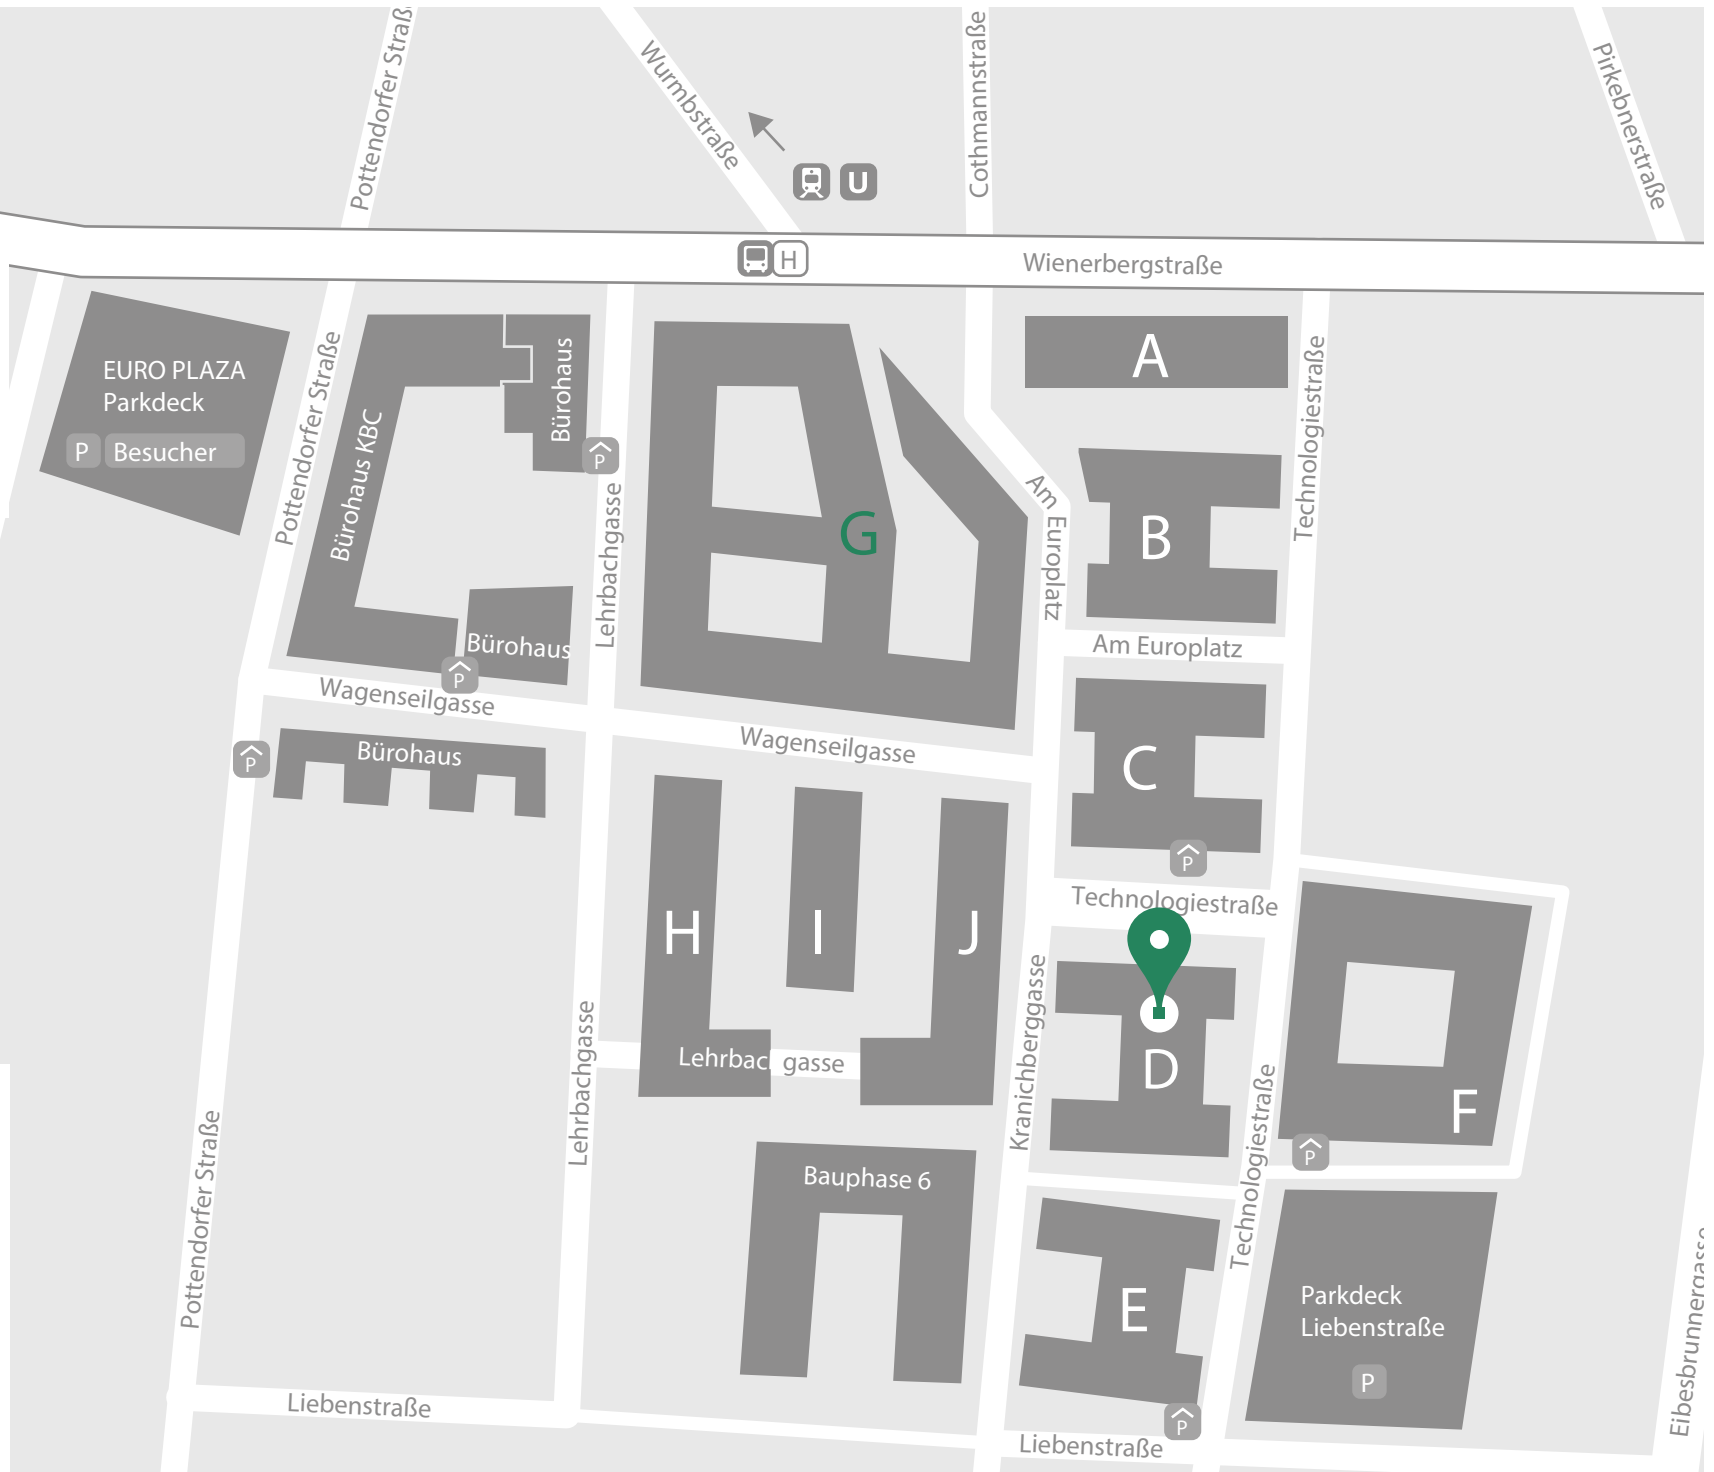 Pottendorfer Straße
Wurmbstraße
Cothmannstraße
Pirkebnerstraße
U
H
Wienerbergstraße
EURO PLAZA
Parkdeck
P Besucher
Pottendorfer Straße
Bürohaus KBC
Bürohaus
P
Lehrbachgasse
Bürohaus
P
G
A
Am Europlatz
B
Technologiestraße
Am Europlatz
Wagenseilgasse
Wagenseilgasse
P
Bürohaus
C
P
H
I
J
Technologiestraße
D
F
P
Kranichberggasse
Technologiestraße
Lehrbachgasse
Lehrbac gasse
Pottendorfer Straße
Bauphase 6
E
Parkdeck
Liebenstraße
P
P
Liebenstraße
Liebenstraße
Eibesbrunnergasse